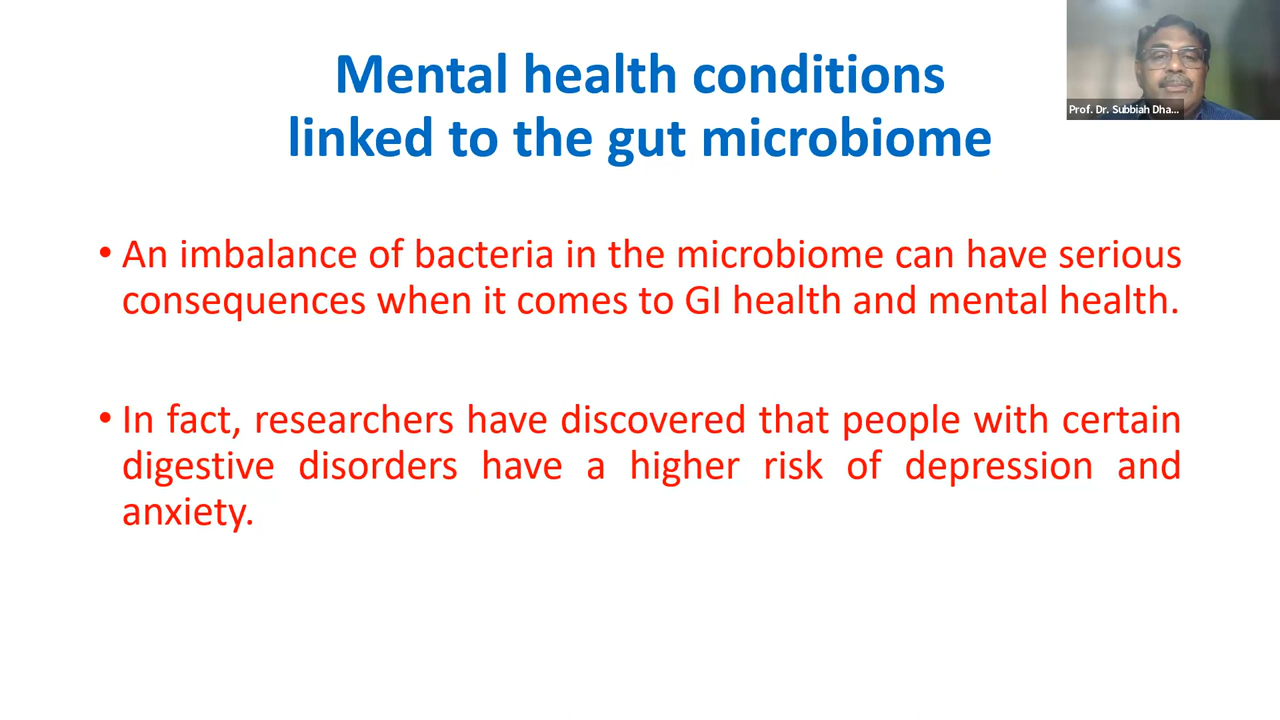 Mental health conditions
linked to the gut microbiome
Prof. Dr. Subbiah Dha...
• An imbalance of bacteria in the microbiome can have serious
consequences when it comes to GI health and mental health.
• In fact, researchers have discovered that people with certain
digestive disorders have a higher risk of depression and
anxiety.